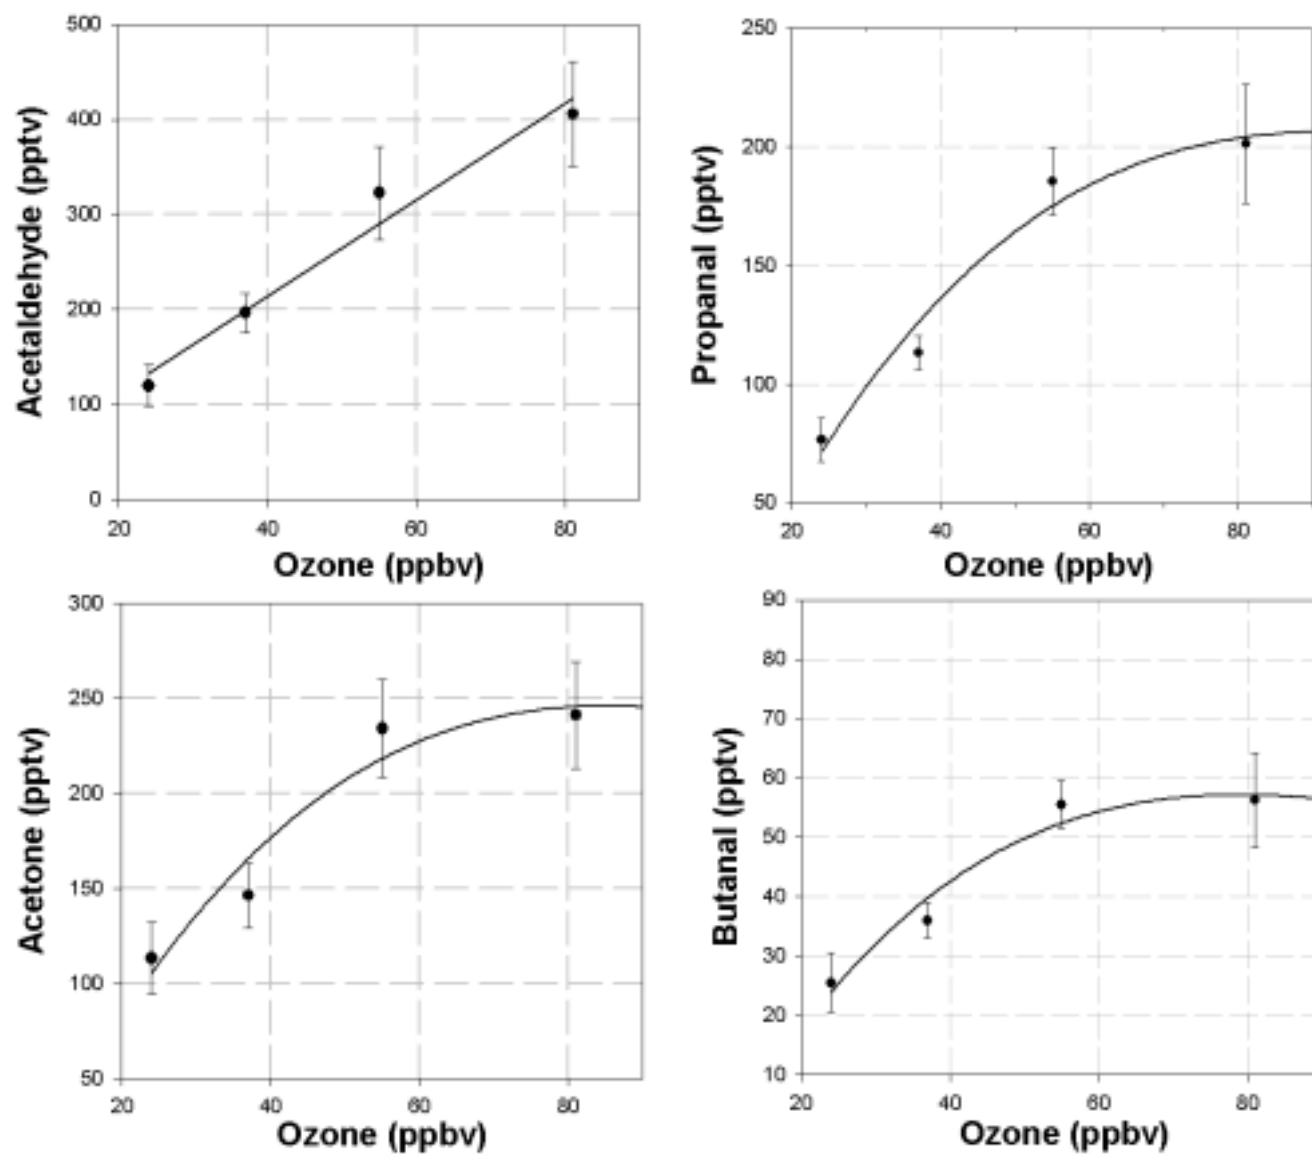 500
400
300
200
100
0
20 40 60 80
Acetaldehyde (pptv)
Ozone (ppbv)
250
200
150
100
50
20 40 60 80
Propanal (pptv)
Ozone (ppbv)
300
250
200
150
100
50
20 40 60 80
Acetone (pptv)
Ozone (ppbv)
90
80
70
60
50
40
30
20
10
20 40 60 80
Butanal (pptv)
Ozone (ppbv)